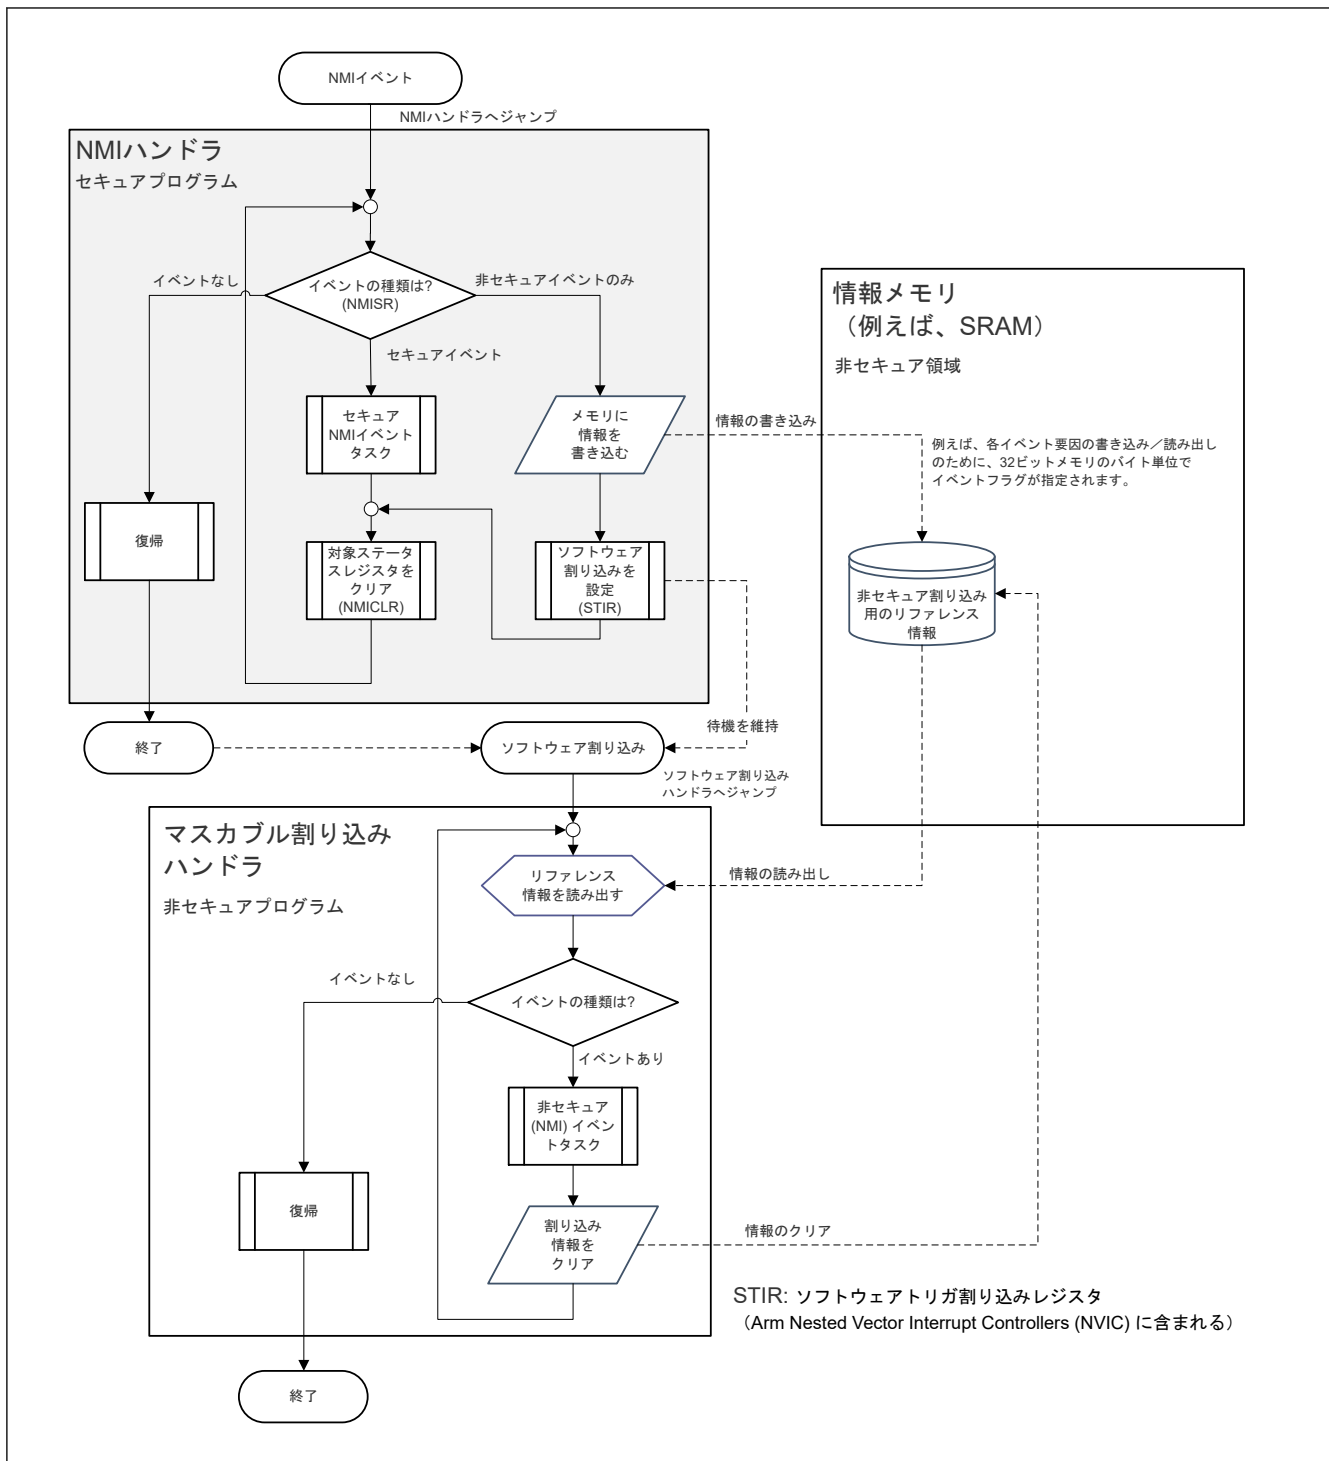 NMIイベント
NMIハンドラへジャンプ
NMIハンドラ
セキュアプログラム
イベントなし
イベントの種類は?
(NMISR)
非セキュアイベントのみ
セキュアイベント
セキュア
NMIイベント
タスク
メモリに
情報を
書き込む
情報の書き込み
復帰
対象ステータ
スレジスタを
クリア
(NMICLR)
ソフトウェア
割り込みを
設定
(STIR)
情報メモリ
（例えば、SRAM）
非セキュア領域
例えば、各イベント要因の書き込み／読み出し
のために、32ビットメモリのバイト単位で
イベントフラグが指定されます。
非セキュア割り込み
用のリファレンス
情報
待機を維持
終了
ソフトウェア割り込み
ソフトウェア割り込み
ハンドラへジャンプ
マスカブル割り込み
ハンドラ
非セキュアプログラム
リファレンス
情報を読み出す
情報の読み出し
イベントなし
イベントの種類は?
イベントあり
非セキュア
(NMI) イベン
トタスク
復帰
割り込み
情報を
クリア
情報のクリア
STIR: ソフトウェアトリガ割り込みレジスタ
（Arm Nested Vector Interrupt Controllers (NVIC) に含まれる）
終了